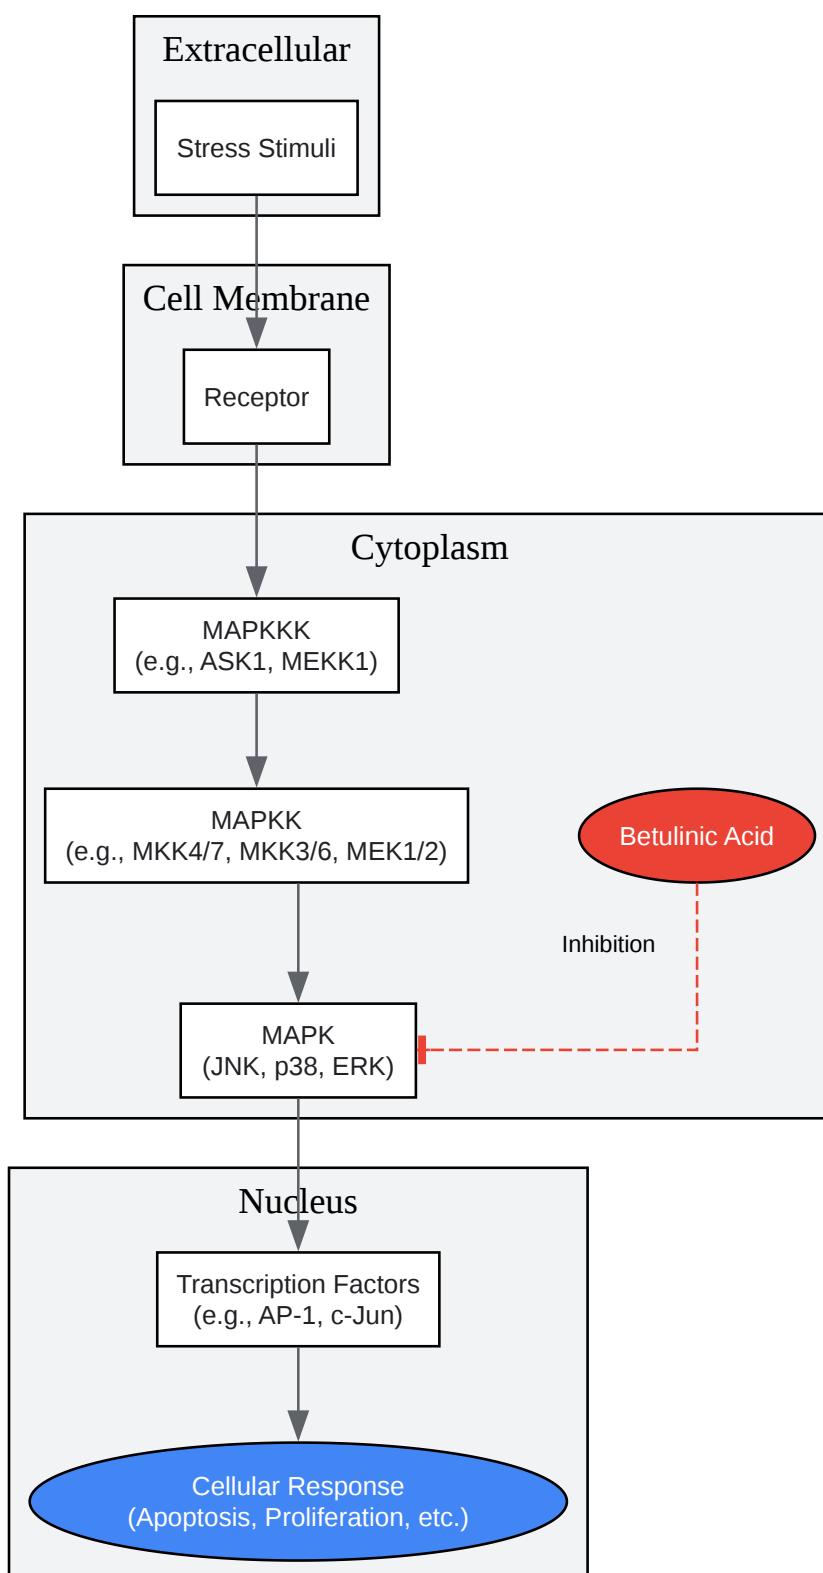 Extracellular
Stress Stimuli
Cell Membrane
Receptor
Cytoplasm
MAPKKK
(e.g., ASK1, MEKK1)
MAPKK
(e.g., MKK4/7, MKK3/6, MEK1/2)
Betulinic Acid
Inhibition
MAPK
(JNK, p38, ERK)
Nucleus
Transcription Factors
(e.g., AP-1, c-Jun)
Cellular Response
(Apoptosis, Proliferation, etc.)